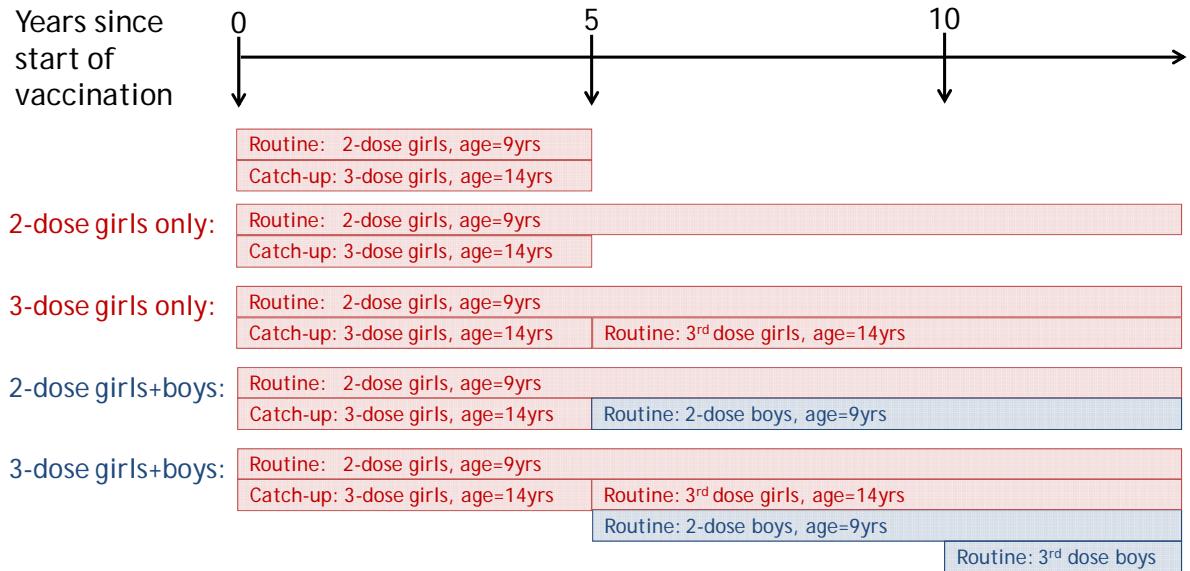 Years since
start of
vaccination
0 5 10
Routine: 2-dose girls, age=9yrs
Catch-up: 3-dose girls, age=14yrs
2-dose girls only:
Routine: 2-dose girls, age=9yrs
Catch-up: 3-dose girls, age=14yrs
3-dose girls only:
Routine: 2-dose girls, age=9yrs
Catch-up: 3-dose girls, age=14yrs Routine: 3rd dose girls, age=14yrs
2-dose girls+boys:
Routine: 2-dose girls, age=9yrs
Catch-up: 3-dose girls, age=14yrs Routine: 2-dose boys, age=9yrs
3-dose girls+boys:
Routine: 2-dose girls, age=9yrs
Catch-up: 3-dose girls, age=14yrs Routine: 3rd dose girls, age=14yrs
Routine: 2-dose boys, age=9yrs
Routine: 3rd dose boys